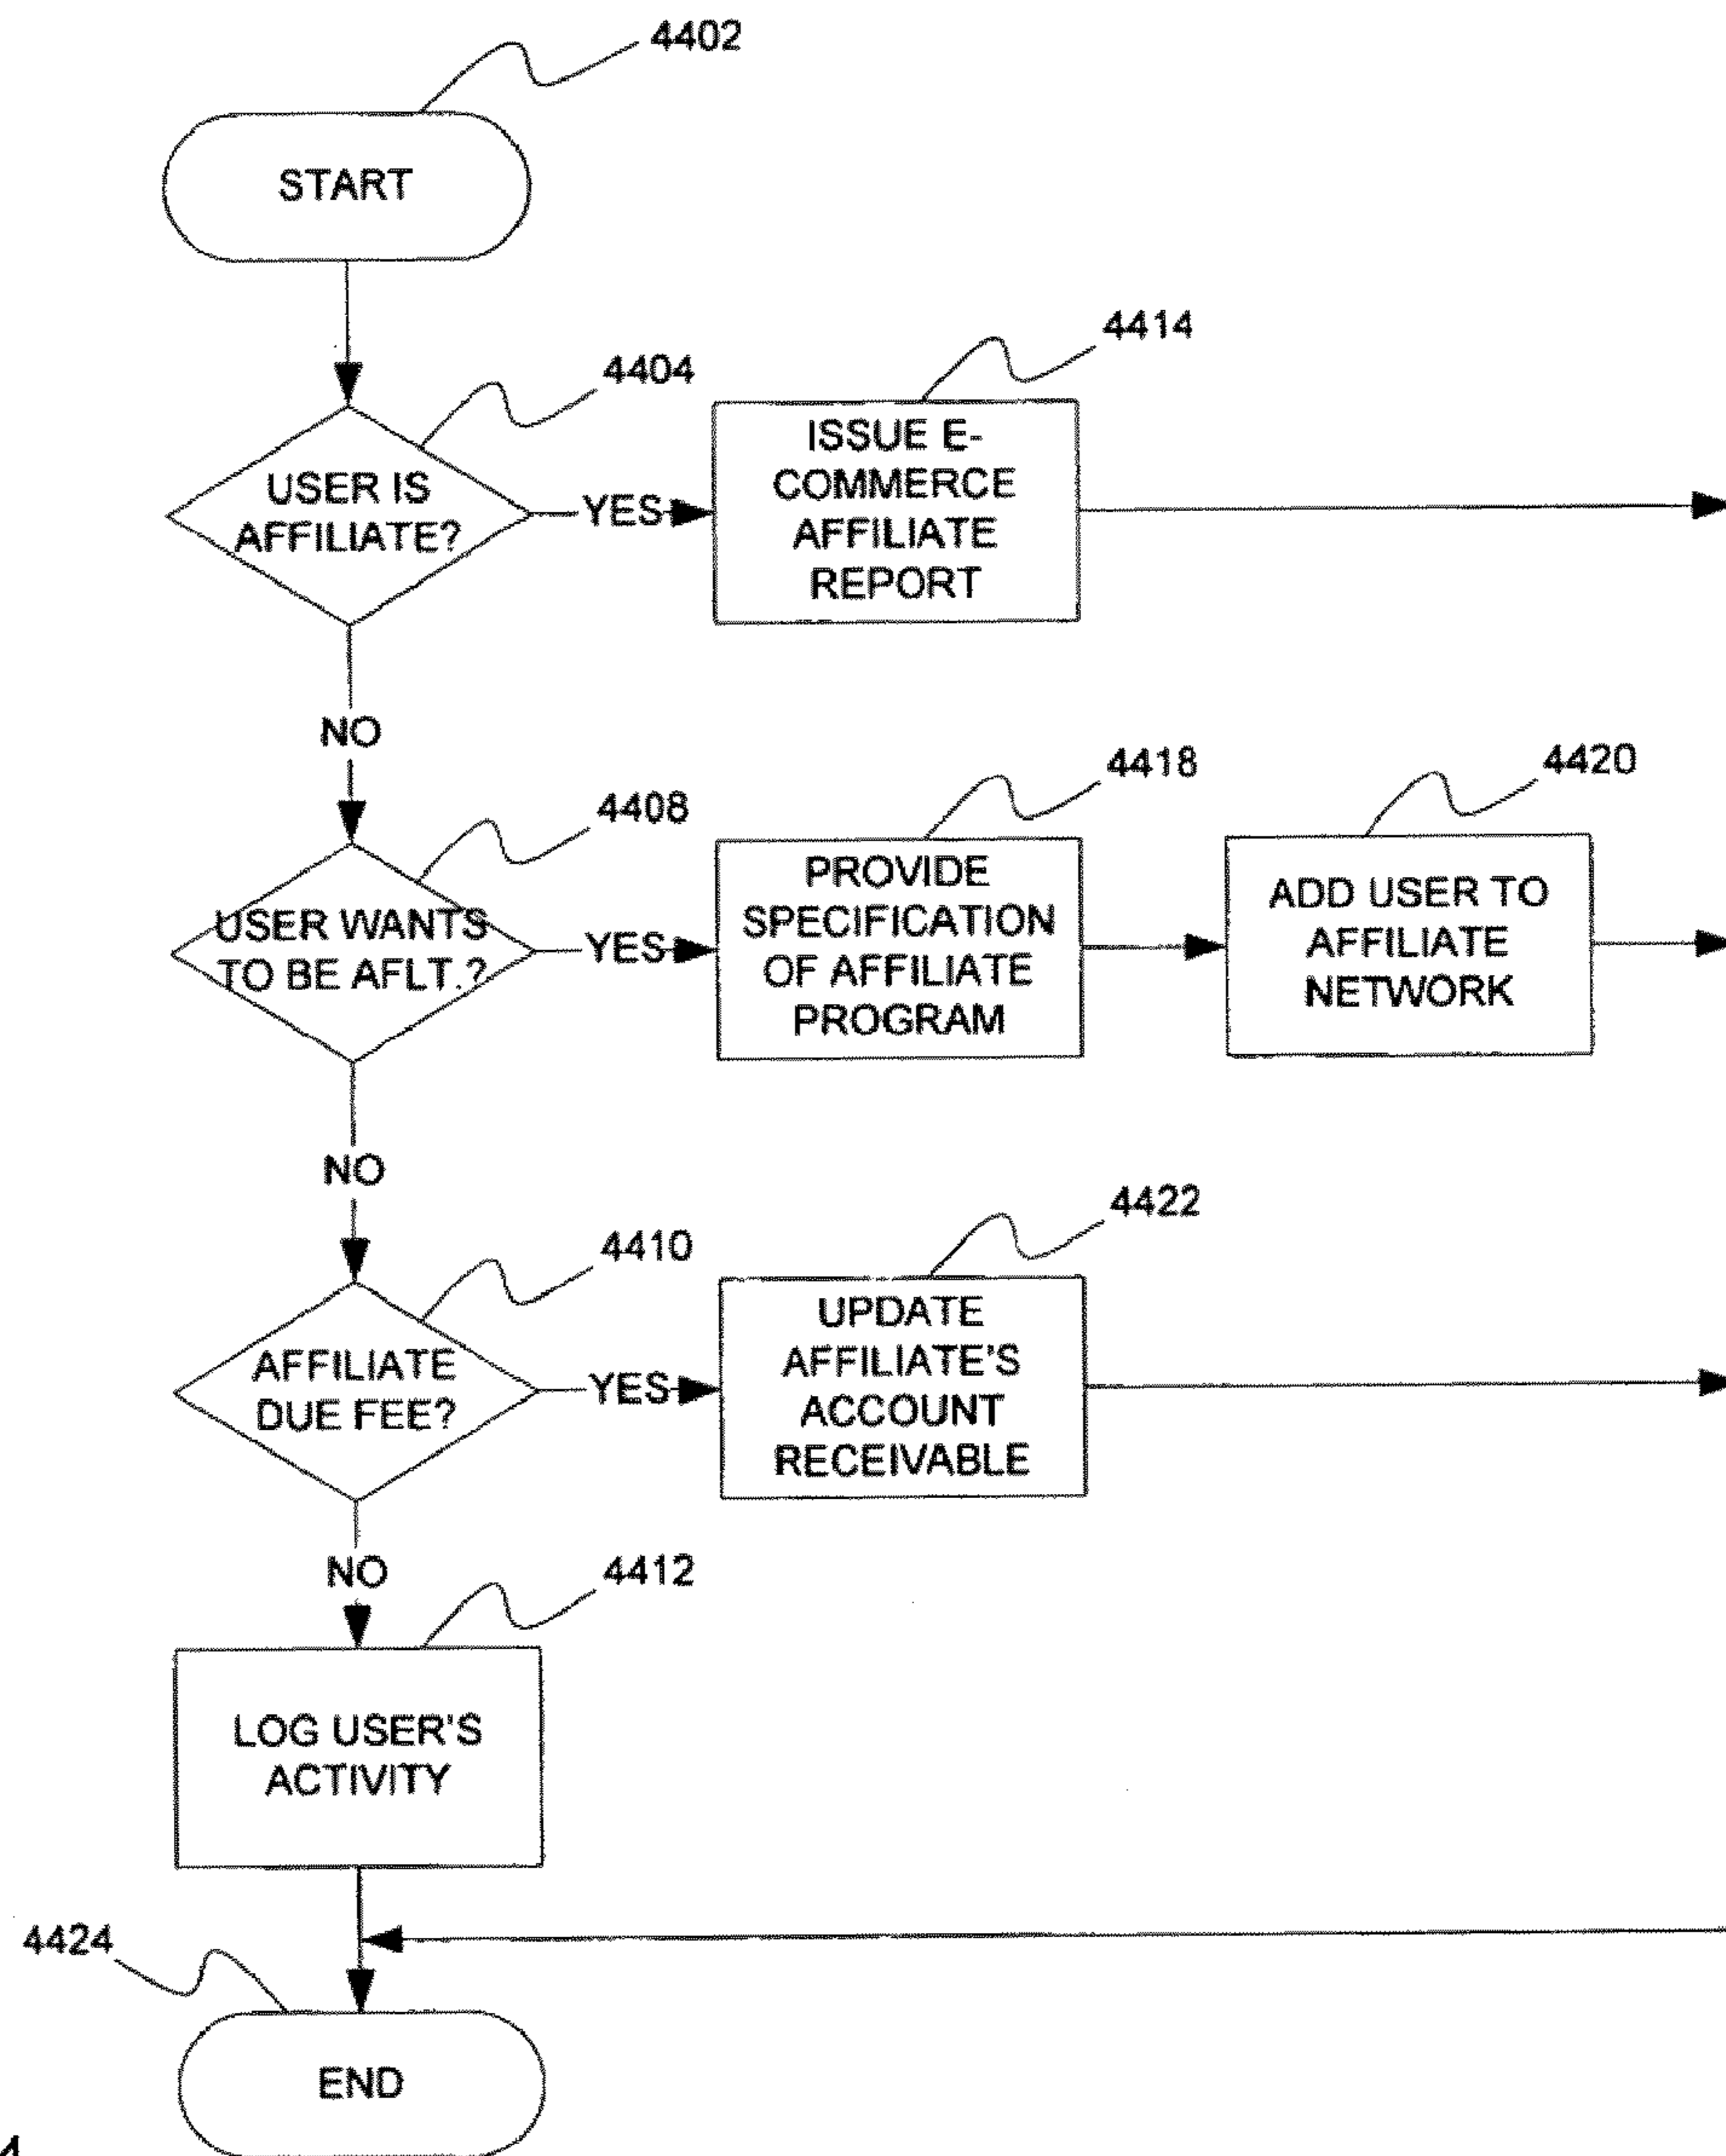 4402
START
4404
USER IS
AFFILIATE?
YES
4414
ISSUE E-
COMMERCE
AFFILIATE
REPORT
NO
4408
USER WANTS
TO BE AFLT.?
YES
4418
PROVIDE
SPECIFICATION
OF AFFILIATE
PROGRAM
4420
ADD USER TO
AFFILIATE
NETWORK
NO
4410
AFFILIATE
DUE FEE?
YES
4422
UPDATE
AFFILIATE'S
ACCOUNT
RECEIVABLE
NO
4412
LOG USER'S
ACTIVITY
4424
END
4